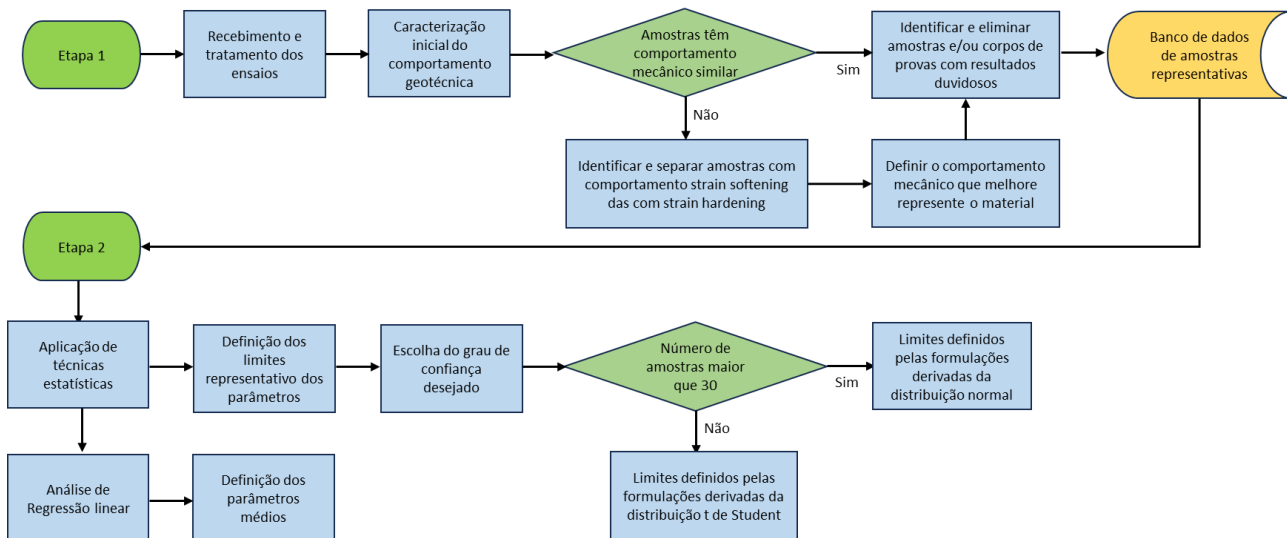 Etapa 1
Recebimento e
tratamento dos
ensaios
Caracterização
inicial do
comportamento
geotécnica
Amostras têm
comportamento
mecânico similar
Sim
Não
Identificar e eliminar
amostras e/ou corpos de
provas com resultados
duvidosos
Banco de dados
de amostras
representativas
Identificar e separar amostras com
comportamento strain softening
das com strain hardening
Definir o comportamento
mecânico que melhore
represente o material
Etapa 2
Aplicação de
técnicas
estatísticas
Definição dos
limites
representativo dos
parâmetros
Escolha do grau de
confiança
desejado
Número de
amostras maior
que 30
Sim
Não
Limites definidos
pelas formulações
derivadas da
distribuição normal
Análise de
Regressão linear
Definição dos
parâmetros
médios
Limites definidos pelas
formulações derivadas da
distribuição t de Student